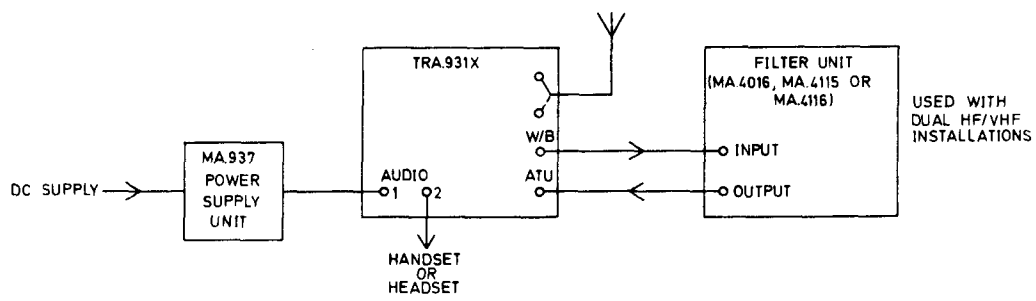 TRA.931X
W/B
ATU
AUDIO
1
2
DC SUPPLY
MA.937
POWER
SUPPLY
UNIT
HANDSET
OR
HEADSET
FILTER UNIT
(MA.4016, MA.4115 OR
MA.4116)
INPUT
OUTPUT
USED WITH
DUAL HF/VHF
INSTALLATIONS